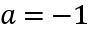 a = −1